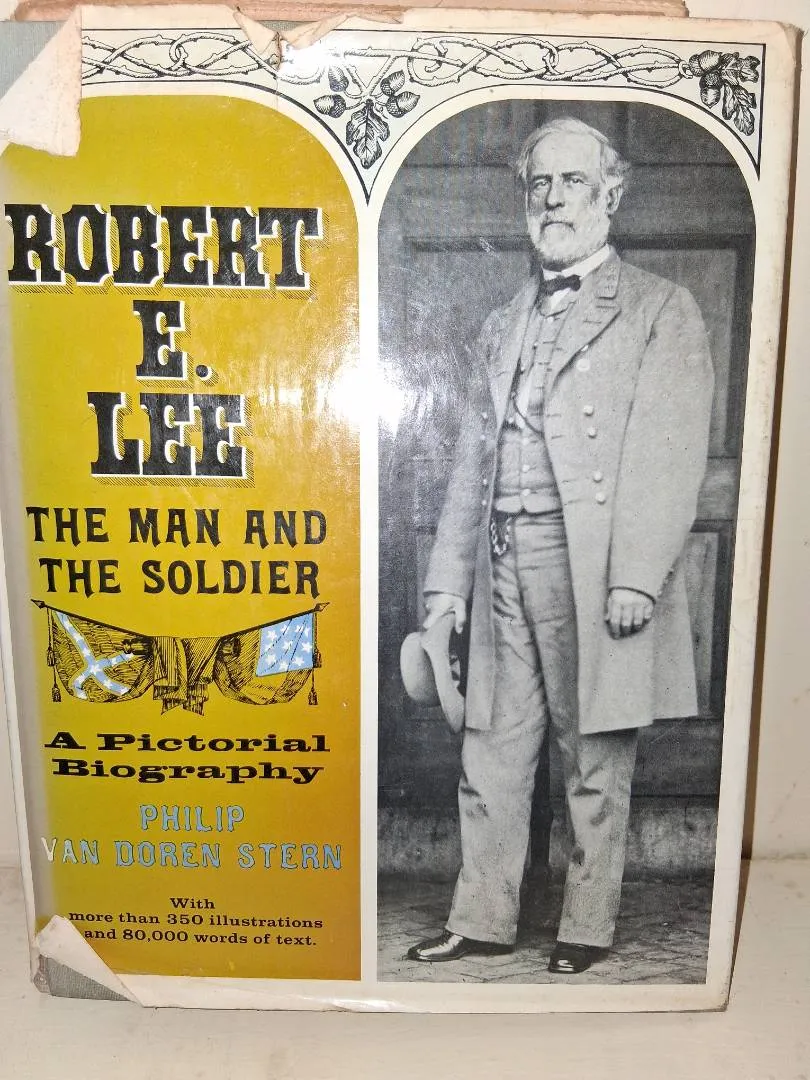 ROBERT
E.
LEE
THE MAN AND
THE SOLDIER
A Pictorial
Biography
PHILIP
VAN DOREN STERN
With
more than 350 illustrations
and 80,000 words of text.